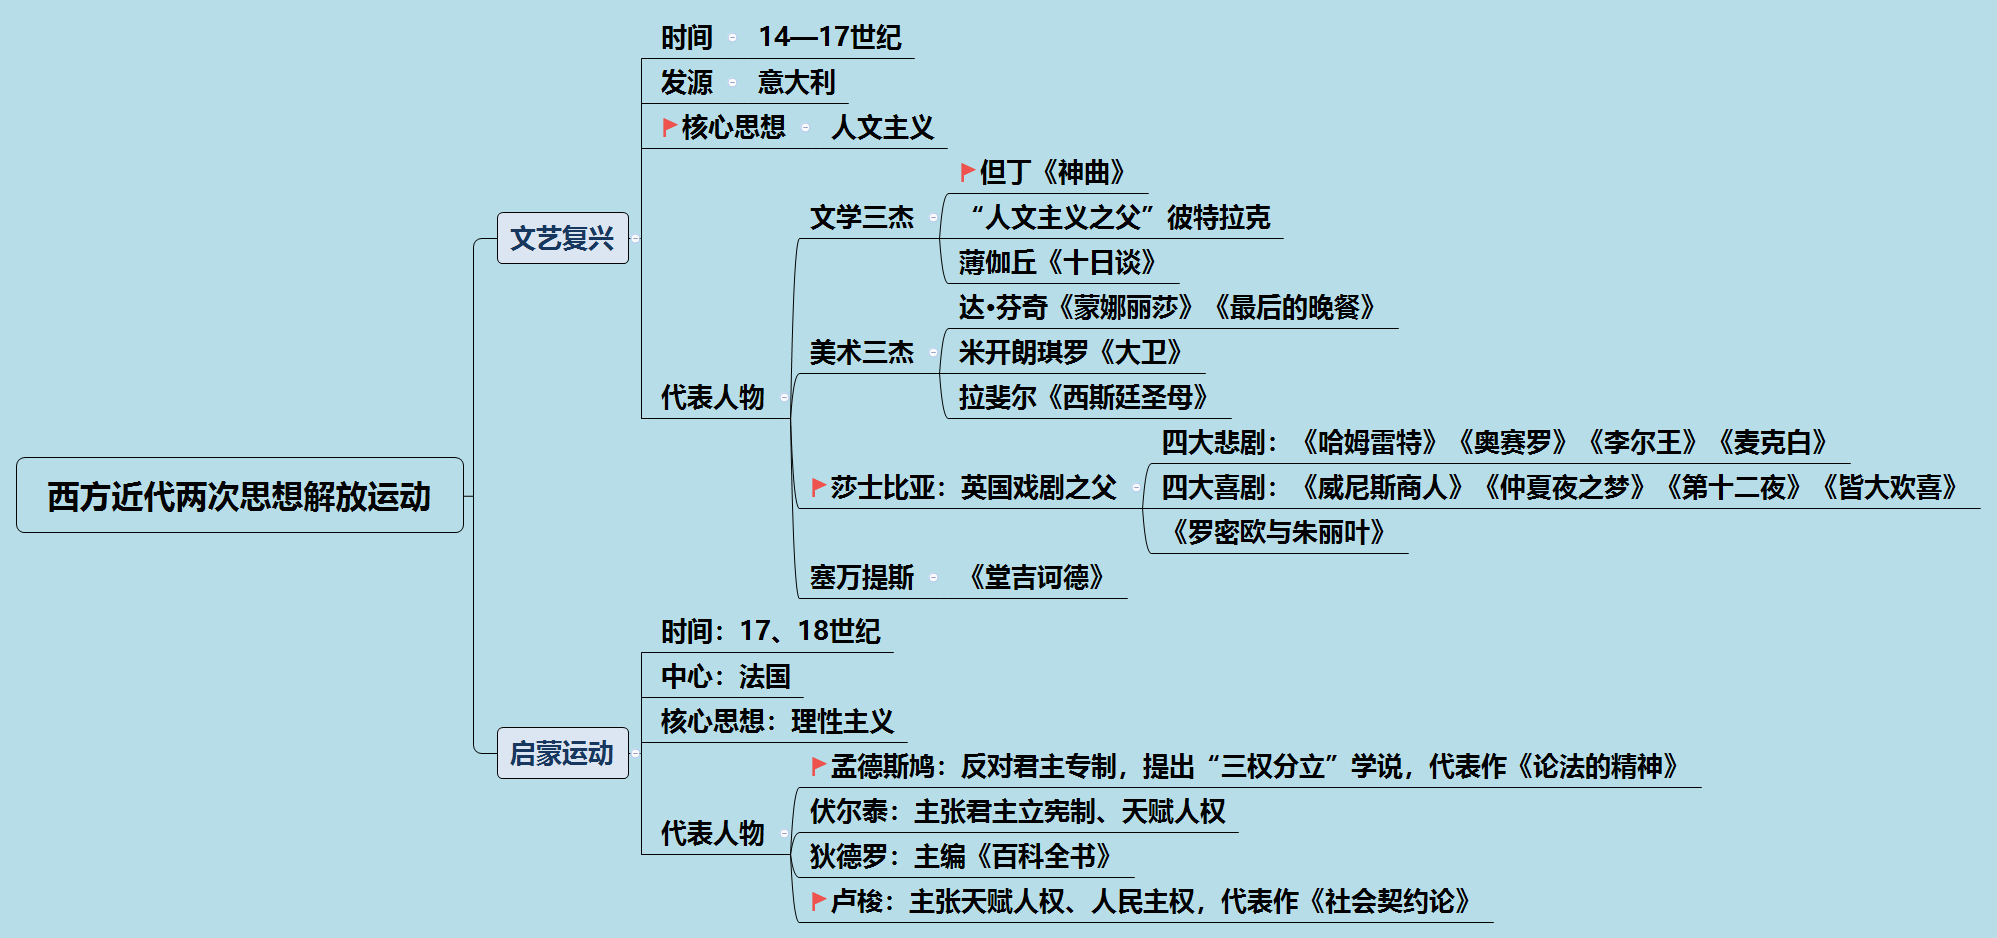 西方近代两次思想解放运动
文艺复兴
时间 14—17世纪
发源 意大利
核心思想 人文主义
代表人物
文学三杰
但丁《神曲》
“人文主义之父”彼特拉克
薄伽丘《十日谈》
美术三杰
达•芬奇《蒙娜丽莎》《最后的晚餐》
米开朗琪罗《大卫》
拉斐尔《西斯廷圣母》
莎士比亚：英国戏剧之父
四大悲剧：《哈姆雷特》《奥赛罗》《李尔王》《麦克白》
四大喜剧：《威尼斯商人》《仲夏夜之梦》《第十二夜》《皆大欢喜》
《罗密欧与朱丽叶》
塞万提斯 《堂吉诃德》
启蒙运动
时间：17、18世纪
中心：法国
核心思想：理性主义
代表人物
孟德斯鸠：反对君主专制，提出“三权分立”学说，代表作《论法的精神》
伏尔泰：主张君主立宪制、天赋人权
狄德罗：主编《百科全书》
卢梭：主张天赋人权、人民主权，代表作《社会契约论》